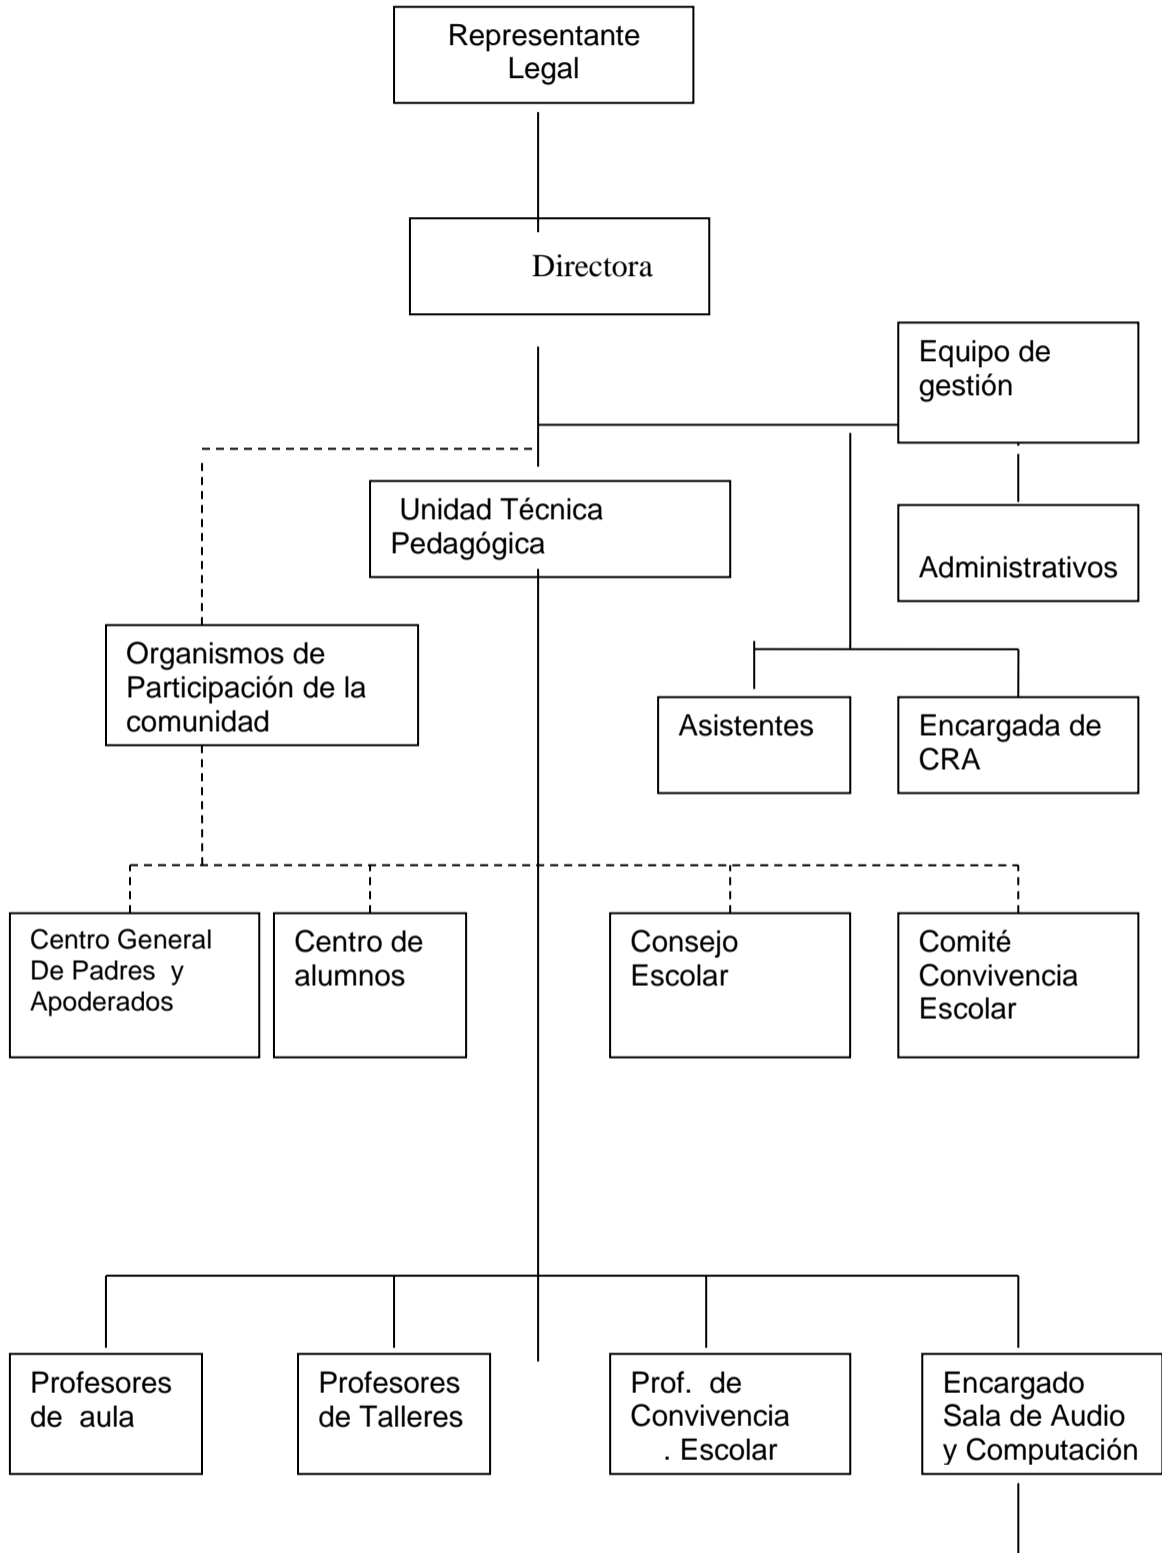 Representante
Legal
Directora
Equipo de
gestión
Unidad Técnica
Pedagógica
Administrativos
Organismos de
Participación de la
comunidad
Asistentes
Encargada de
CRA
Centro General
De Padres y
Apoderados
Centro de
alumnos
Consejo
Escolar
Comité
Convivencia
Escolar
Profesores
de aula
Profesores
de Talleres
Prof. de
Convivencia
. Escolar
Encargado
Sala de Audio
y Computación